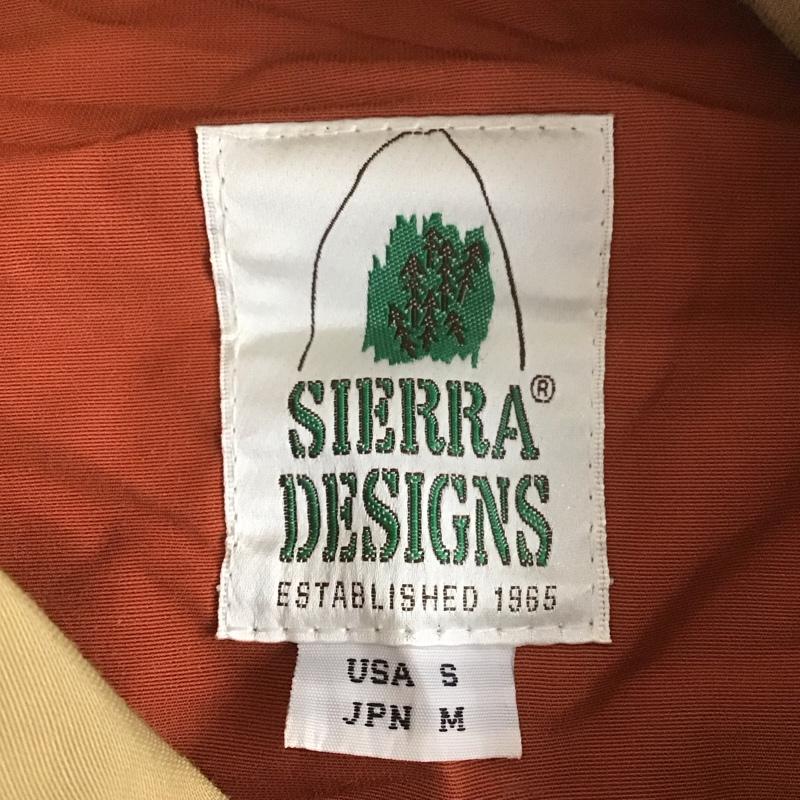 SIERRA®
DESIGNS
ESTABLISHED 1965
USA S
JPN M